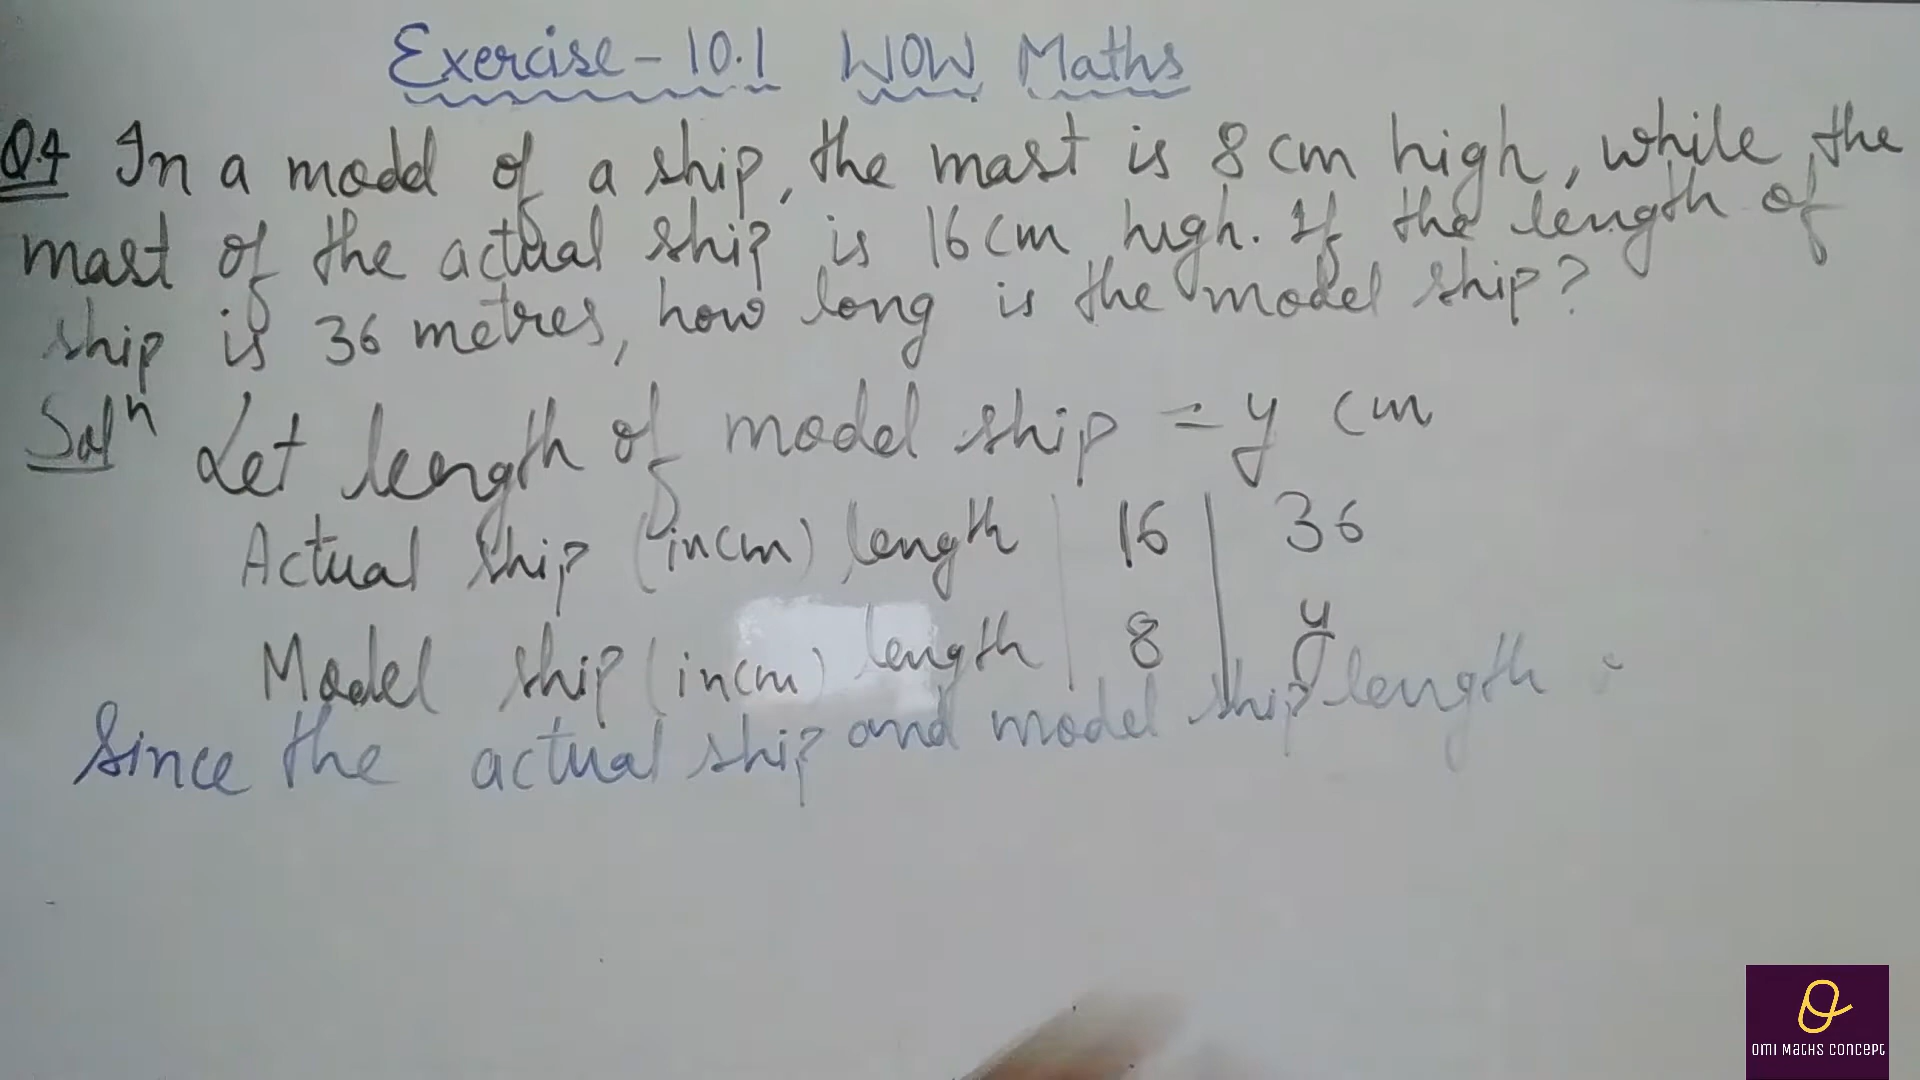 Exercise - 10.1 WOW Maths
Q.4 In a model of a ship, the mast is 8 cm high, while the
mast of the actual ship is 16 cm high. If the length of
ship is 36 metres, how long is the model ship?
Solⁿ Let length of model ship = y cm
Actual ship (in cm) length | 16 | 36
Model ship (in cm) length | 8 | y
Since the actual ship and model ship length
OMI MATHS CONCEPT